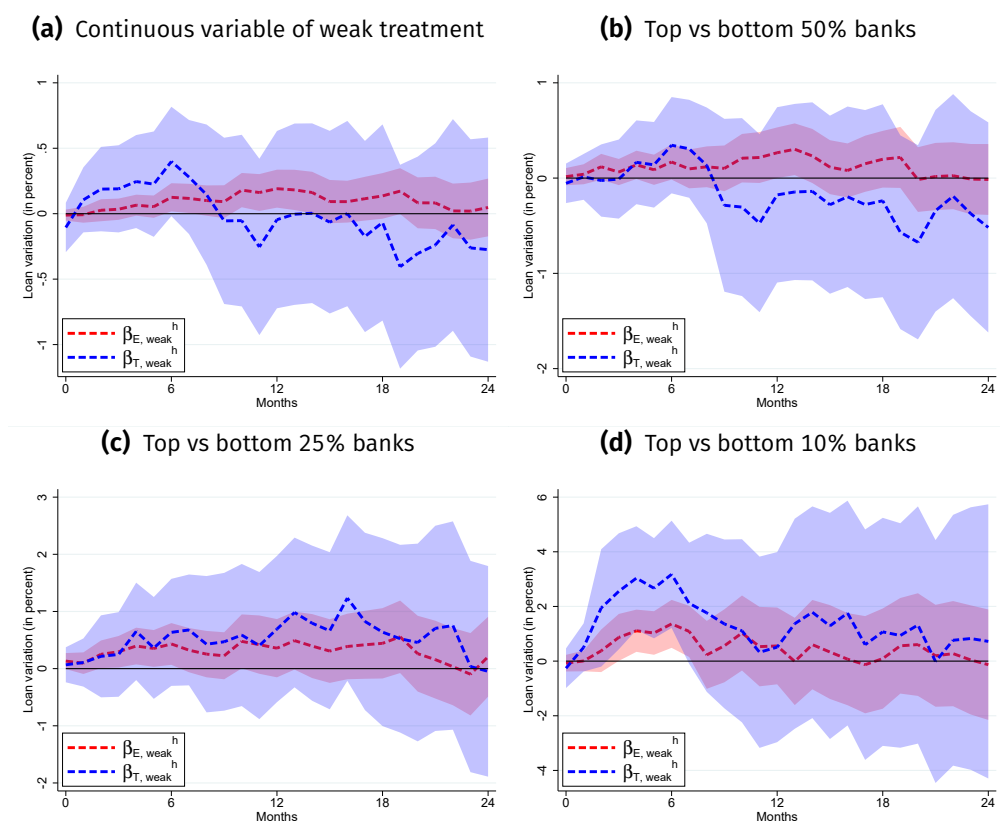 (a) Continuous variable of weak treatment
Loan variation (in percent)
1
.5
0
-.5
-1
βE, weak h
βT, weak h
0 6 12 18 24
Months
(b) Top vs bottom 50% banks
Loan variation (in percent)
1
0
-1
-2
βE, weak h
βT, weak h
0 6 12 18 24
Months
(c) Top vs bottom 25% banks
Loan variation (in percent)
3
2
1
0
-1
-2
βE, weak h
βT, weak h
0 6 12 18 24
Months
(d) Top vs bottom 10% banks
Loan variation (in percent)
6
4
2
0
-2
-4
βE, weak h
βT, weak h
0 6 12 18 24
Months